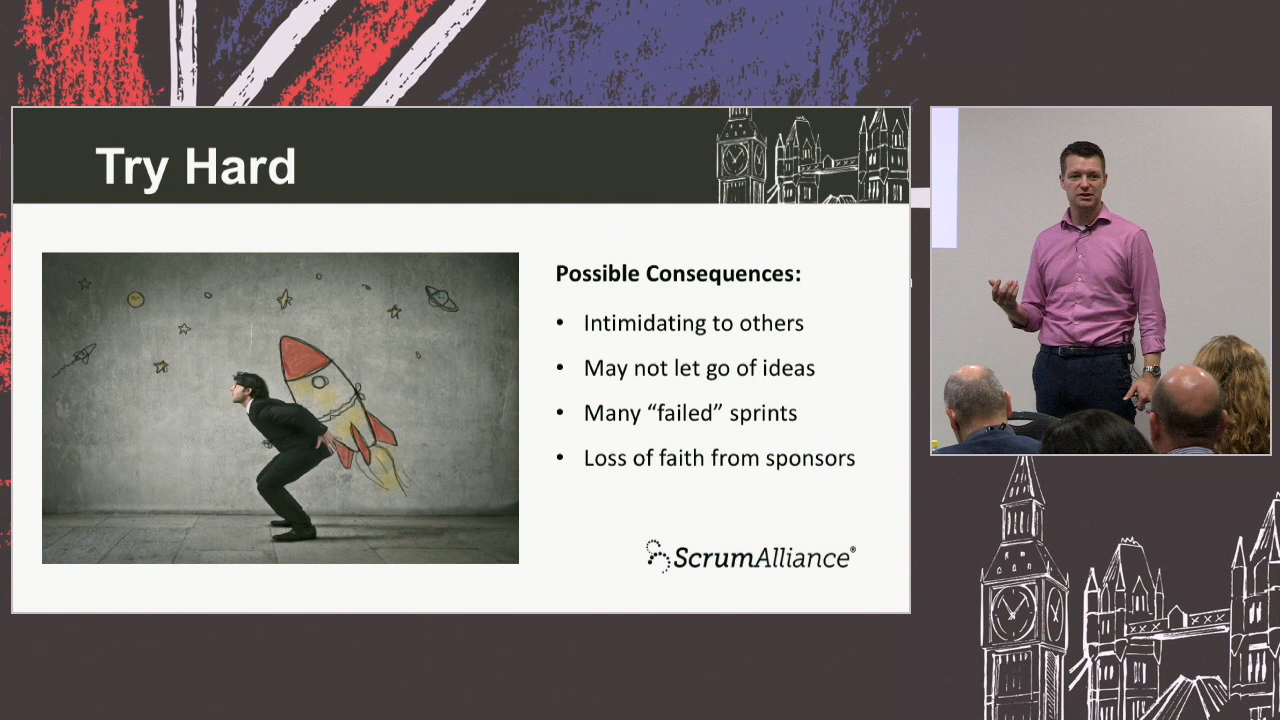 Try Hard
Possible Consequences:
• Intimidating to others
• May not let go of ideas
• Many “failed” sprints
• Loss of faith from sponsors
ScrumAlliance®